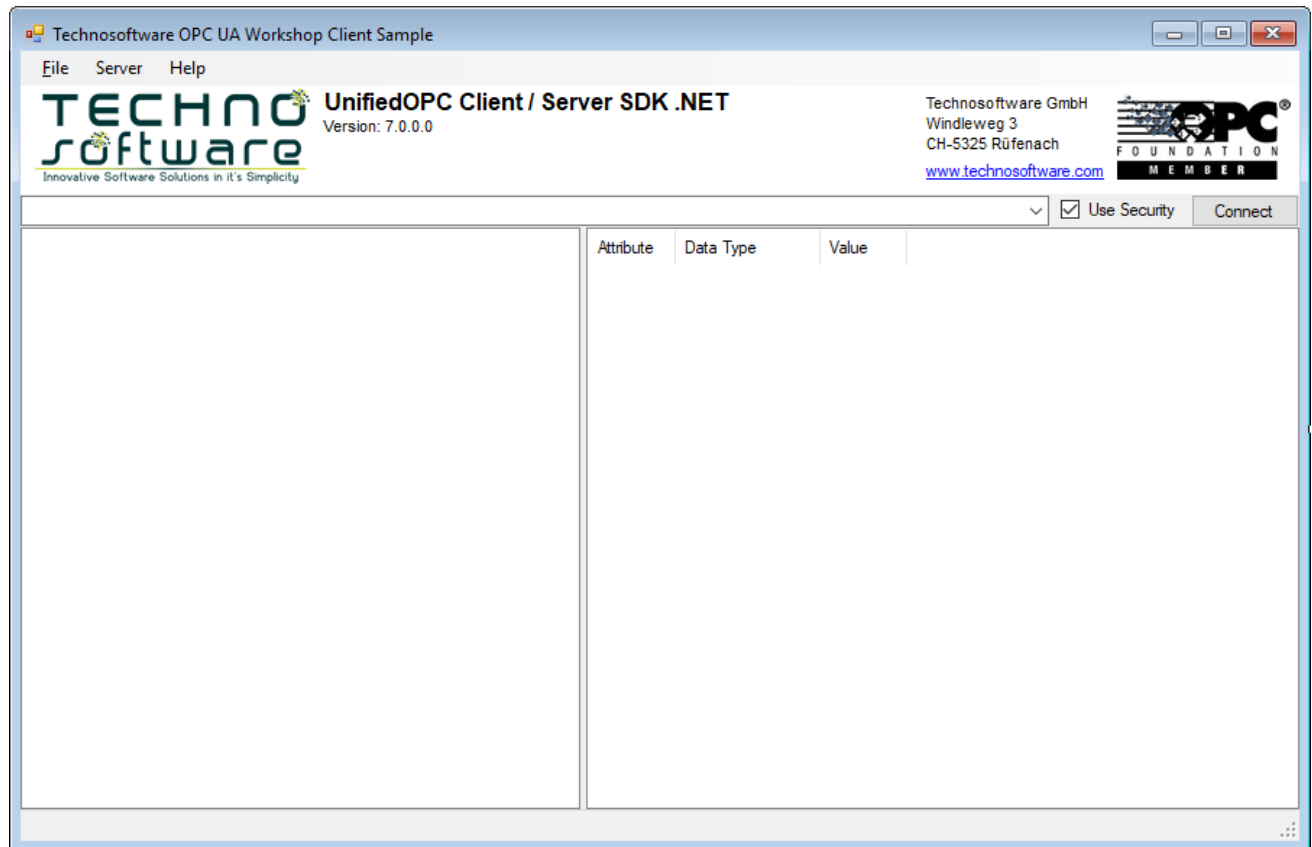 Technosoftware OPC UA Workshop Client Sample
File Server Help
TECHNO
software
Innovative Software Solutions in it's Simplicity
UnifiedOPC Client / Server SDK .NET
Version: 7.0.0.0
Technosoftware GmbH
Windleweg 3
CH-5325 Rüfenach
www.technosoftware.com
OPC®
FOUNDATION
MEMBER
Use Security Connect
Attribute Data Type Value